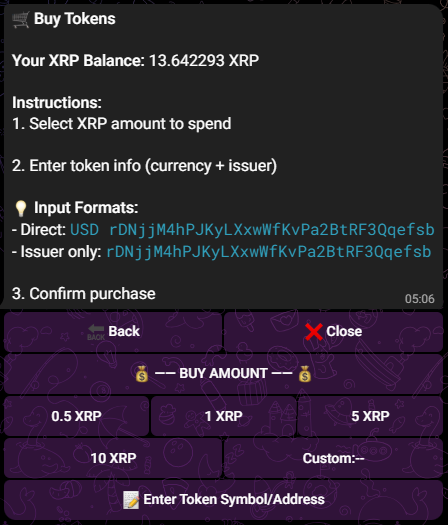 🛒 Buy Tokens
Your XRP Balance: 13.642293 XRP
Instructions:
1. Select XRP amount to spend
2. Enter token info (currency + issuer)
💡 Input Formats:
- Direct: USD rDNjjM4hPJKyLXxwWfKvPa2BtRF3Qqefsb
- Issuer only: rDNjjM4hPJKyLXxwWfKvPa2BtRF3Qqefsb
3. Confirm purchase
05:06
🔙 Back
❌ Close
💰 —— BUY AMOUNT —— 💰
0.5 XRP
1 XRP
5 XRP
10 XRP
Custom:--
📝 Enter Token Symbol/Address